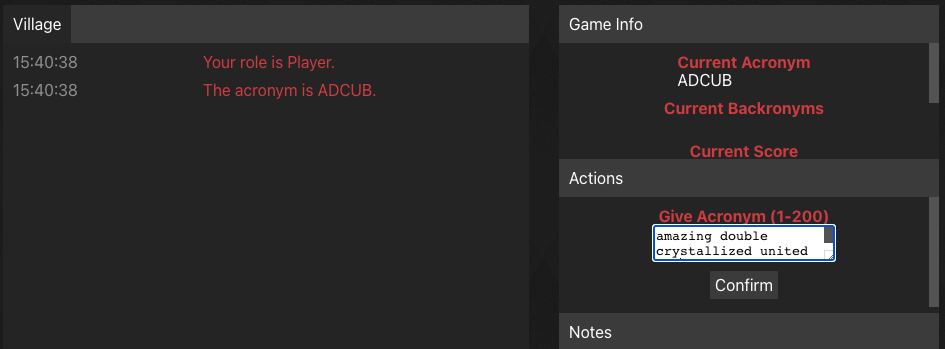 Village
15:40:38 Your role is Player.
15:40:38 The acronym is ADCUB.
Game Info
Current Acronym
ADCUB
Current Backronyms
Current Score
Actions
Give Acronym (1-200)
amazing double
crystallized united
Confirm
Notes